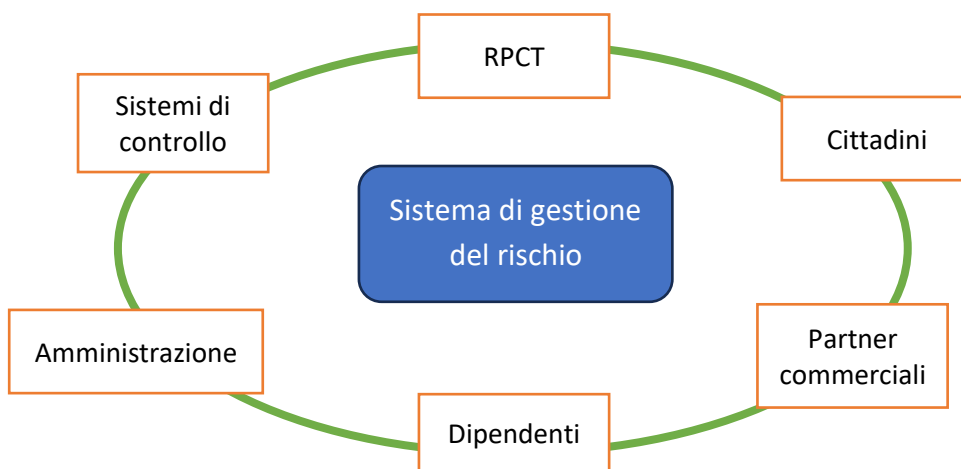 RPCT
Sistemi di
controllo
Cittadini
Sistema di gestione
del rischio
Amministrazione
Partner
commerciali
Dipendenti